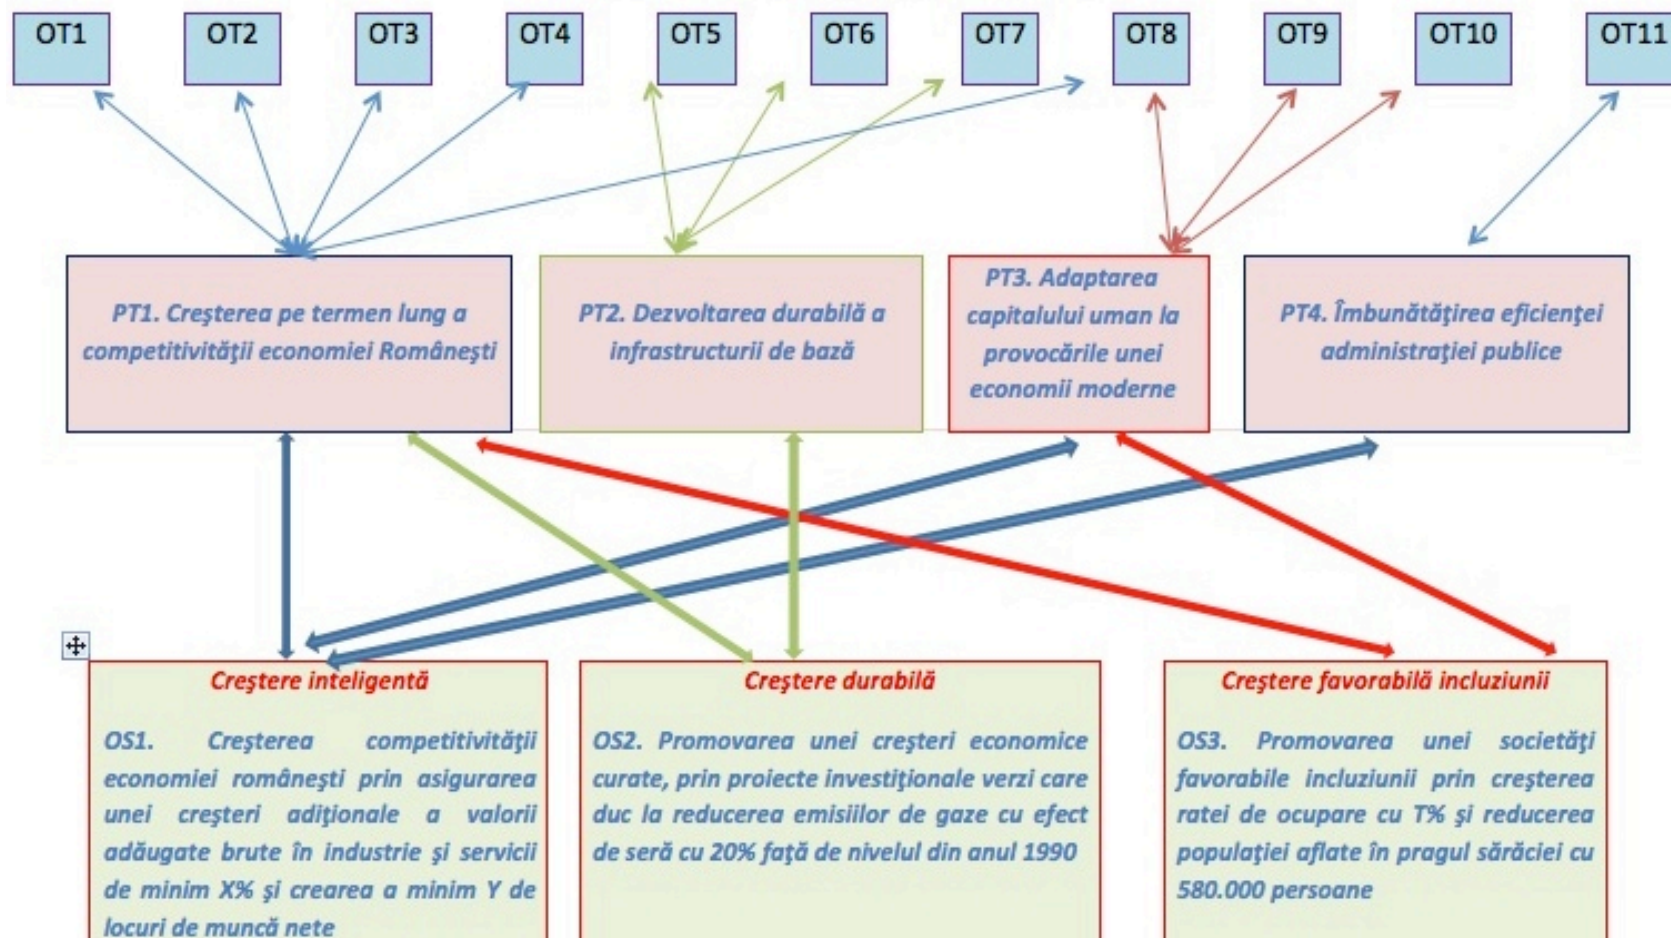 OT1
OT2
OT3
OT4
OT5
OT6
OT7
OT8
OT9
OT10
OT11
PT1. Creşterea pe termen lung a
competitivităţii economiei Româneşti
PT2. Dezvoltarea durabilă a
infrastructurii de bază
PT3. Adaptarea
capitalului uman la
provocările unei
economii moderne
PT4. Îmbunătăţirea eficienţei
administraţiei publice
Creştere inteligentă
OS1. Creşterea competitivităţii
economiei româneşti prin asigurarea
unei creşteri adiţionale a valorii
adăugate brute în industrie şi servicii
de minim X% şi crearea a minim Y de
locuri de muncă nete
Creştere durabilă
OS2. Promovarea unei creşteri economice
curate, prin proiecte investiţionale verzi care
duc la reducerea emisiilor de gaze cu efect
de seră cu 20% faţă de nivelul din anul 1990
Creştere favorabilă incluziunii
OS3. Promovarea unei societăţi
favorabile incluziunii prin creşterea
ratei de ocupare cu T% şi reducerea
populaţiei aflate în pragul sărăciei cu
580.000 persoane